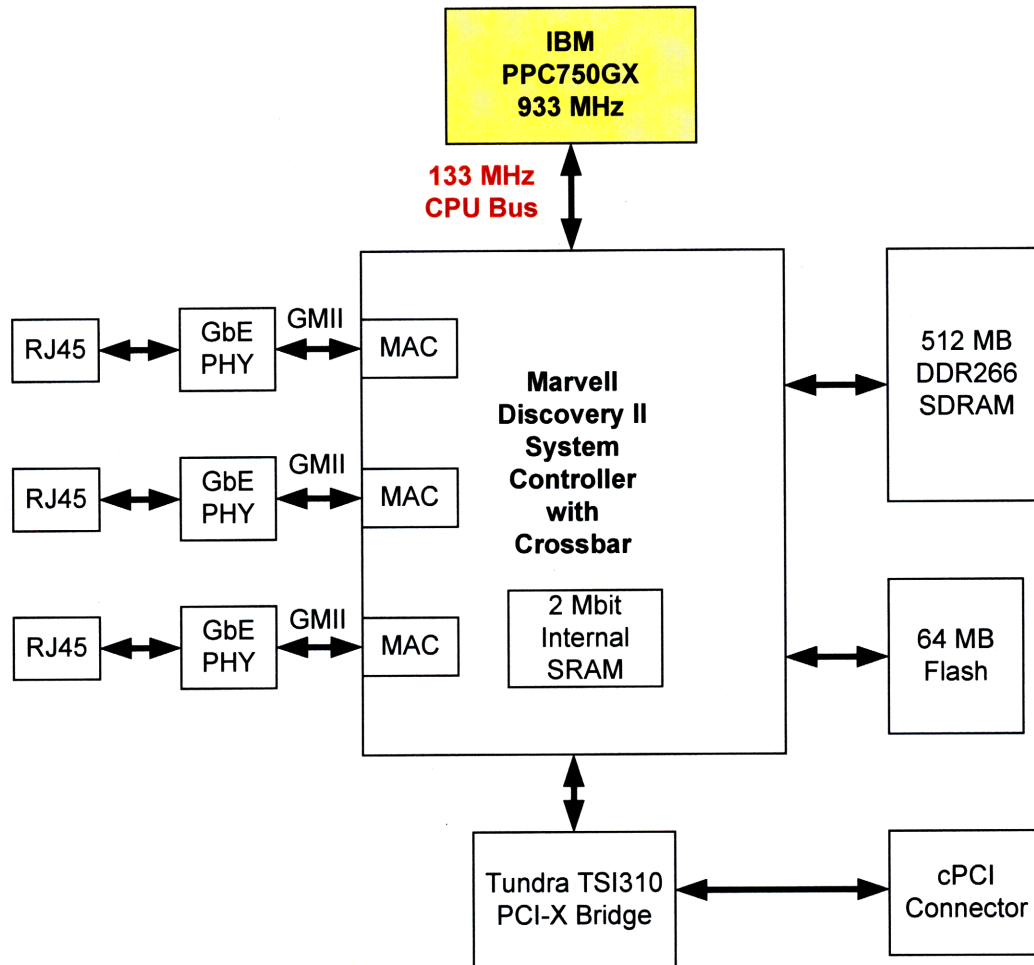 IBM
PPC750GX
933 MHz
133 MHz
CPU Bus
RJ45
GbE
PHY
GMII
MAC
Marvell
Discovery II
System
Controller
with
Crossbar
512 MB
DDR266
SDRAM
RJ45
GbE
PHY
GMII
MAC
RJ45
GbE
PHY
GMII
MAC
2 Mbit
Internal
SRAM
64 MB
Flash
Tundra TSI310
PCI-X Bridge
cPCI
Connector